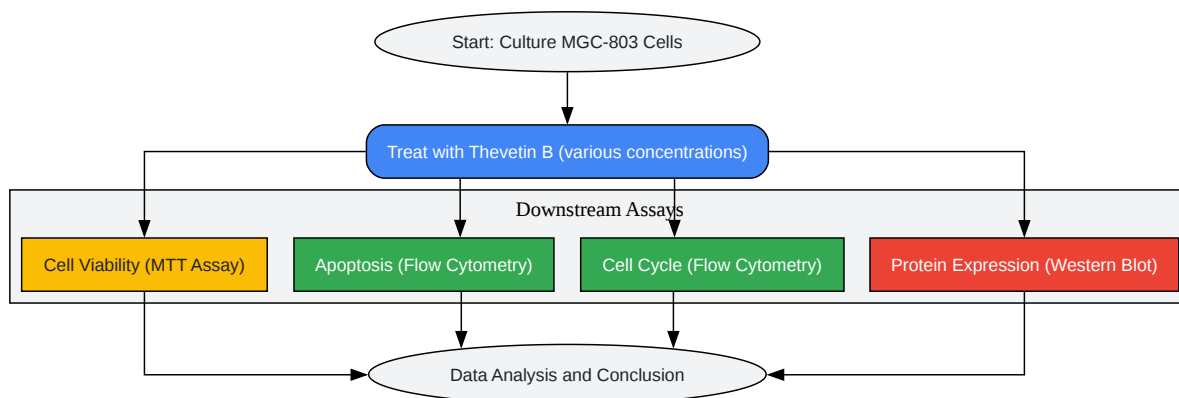 Start: Culture MGC-803 Cells
Treat with Thevetin B (various concentrations)
Downstream Assays
Cell Viability (MTT Assay)
Apoptosis (Flow Cytometry)
Cell Cycle (Flow Cytometry)
Protein Expression (Western Blot)
Data Analysis and Conclusion